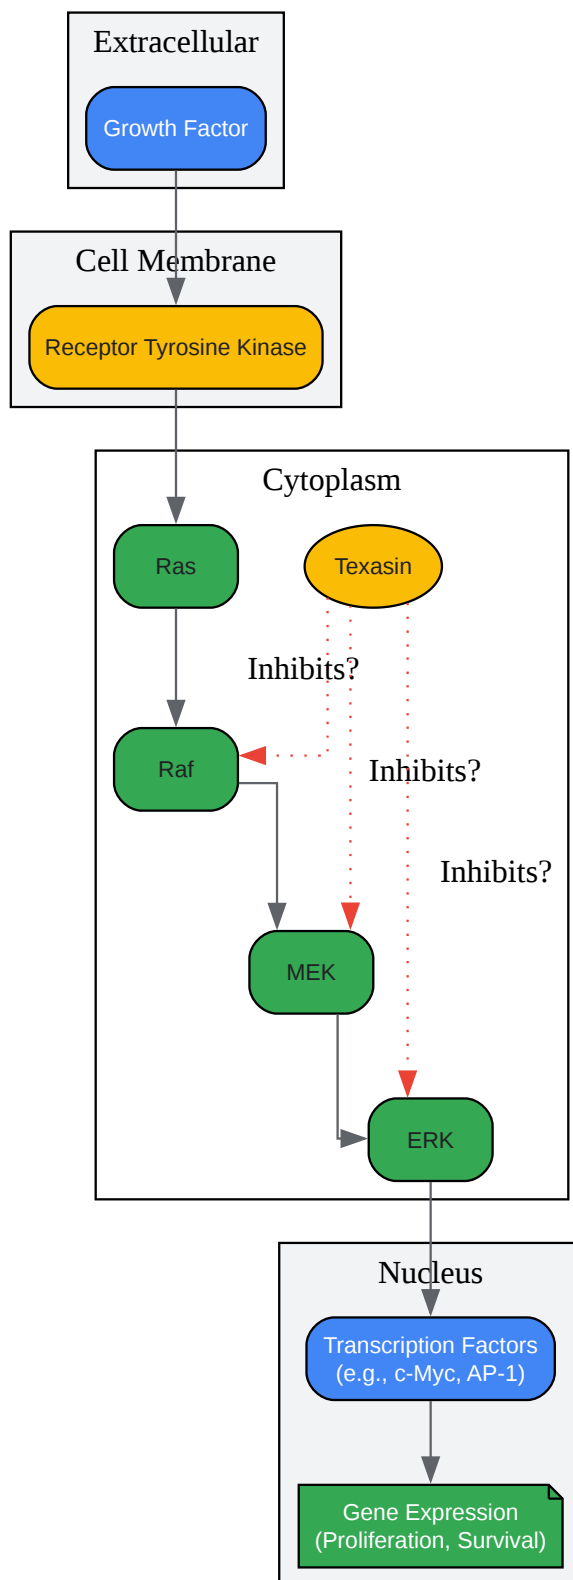 Extracellular
Growth Factor
Cell Membrane
Receptor Tyrosine Kinase
Cytoplasm
Ras
Texasin
Inhibits?
Raf
Inhibits?
Inhibits?
MEK
ERK
Nucleus
Transcription Factors
(e.g., c-Myc, AP-1)
Gene Expression
(Proliferation, Survival)